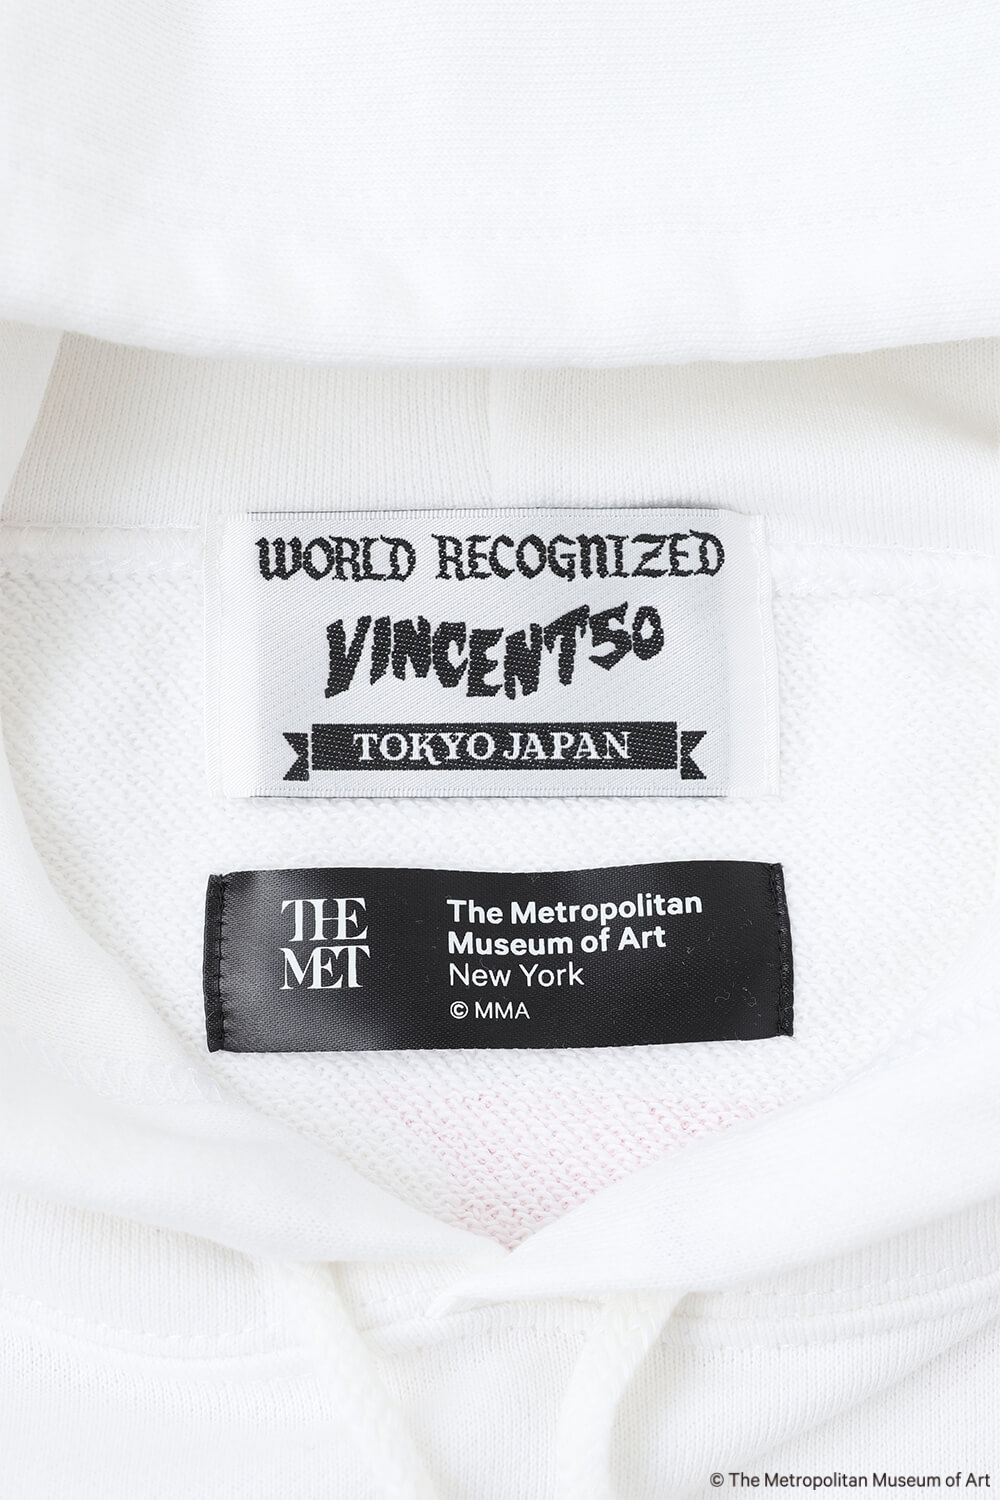 WORLD RECOGNIZED
VINCENT'50
TOKYO JAPAN
THE
MET
The Metropolitan
Museum of Art
New York
© MMA
© The Metropolitan Museum of Art